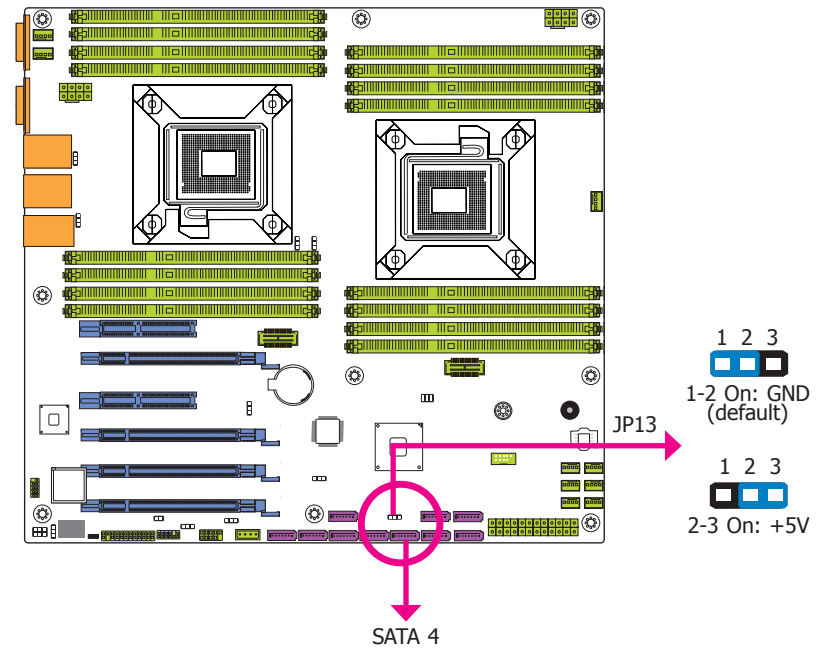 1 2 3
1-2 On: GND
(default)
JP13
1 2 3
2-3 On: +5V
SATA 4